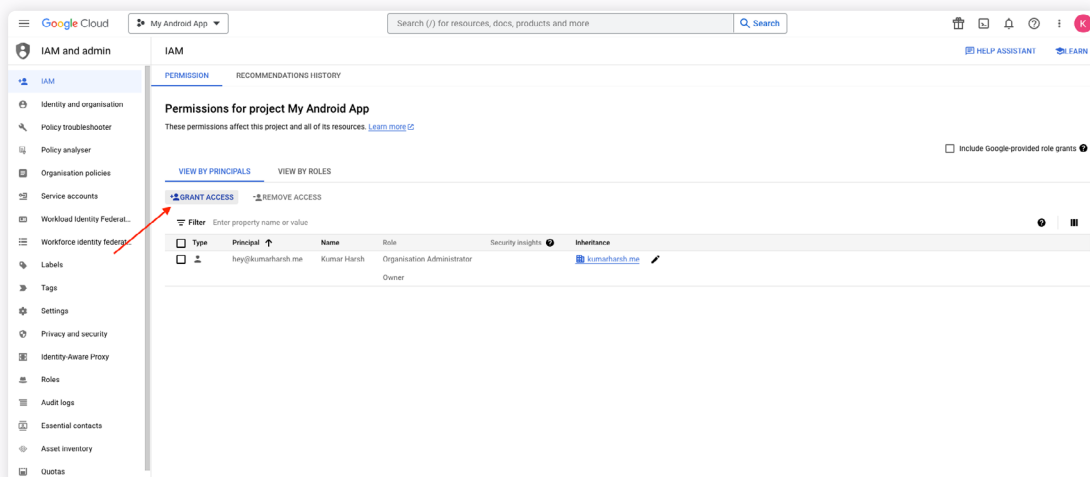 Google Cloud My Android App Search (/) for resources, docs, products and more Search K
IAM and admin IAM HELP ASSISTANT LEARN
PERMISSION RECOMMENDATIONS HISTORY
IAM
Identity and organisation
Policy troubleshooter
Policy analyser
Organisation policies
Service accounts
Workload Identity Federat...
Workforce identity federat...
Labels
Tags
Settings
Privacy and security
Identity-Aware Proxy
Roles
Audit logs
Essential contacts
Asset inventory
Quotas
Permissions for project My Android App
These permissions affect this project and all of its resources. Learn more
Include Google-provided role grants
VIEW BY PRINCIPALS VIEW BY ROLES
GRANT ACCESS REMOVE ACCESS
Filter Enter property name or value
Type Principal Name Role Security insights Inheritance
hey@kumarharsh.me Kumar Harsh Organisation Administrator kumarharsh.me
Owner